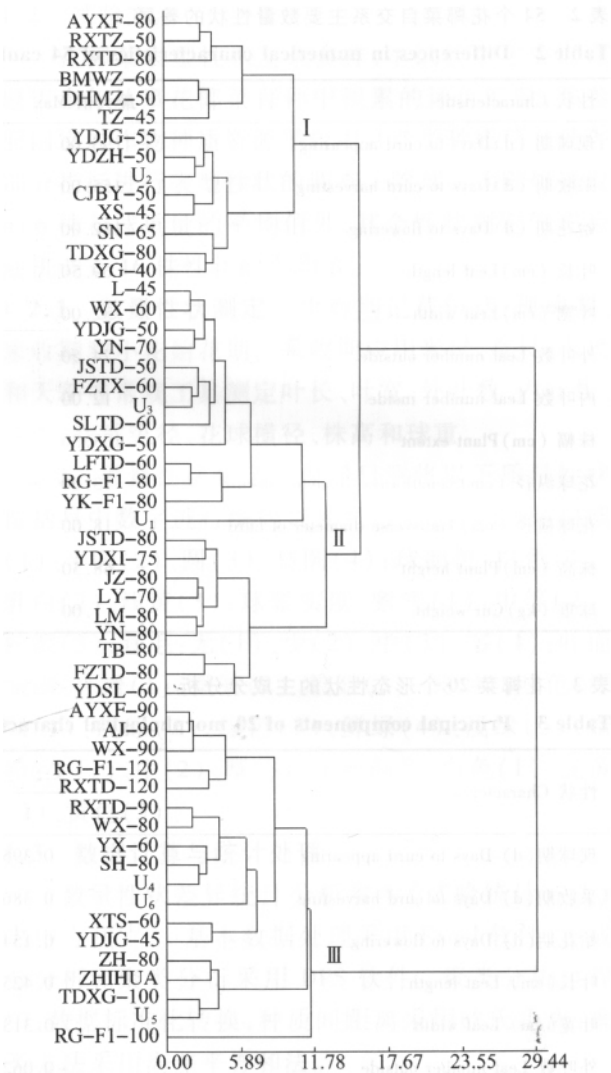 AYXF-80
RXTZ-50
RXTD-80
BMWZ-60
DHMZ-50
TZ-45
YDJG-55
YDZH-50
U2
CJBY-50
XS-45
SN-65
TDXG-80
YG-40
L-45
WX-60
YDJG-50
YN-70
JSTD-50
FZTX-60
U3
SLTD-60
YDXG-50
LFTD-60
RG-F1-80
YK-F1-80
U1
JSTD-80
YDXI-75
JZ-80
LY-70
LM-80
YN-80
TB-80
FZTD-80
YDSL-60
AYXF-90
AJ-90
WX-90
RG-F1-120
RXTD-120
RXTD-90
WX-80
YX-60
SH-80
U4
U6
XTS-60
YDJG-45
ZH-80
ZHIHUA
TDXG-100
U5
RG-F1-100
I
II
III
0.00 5.89 11.78 17.67 23.55 29.44